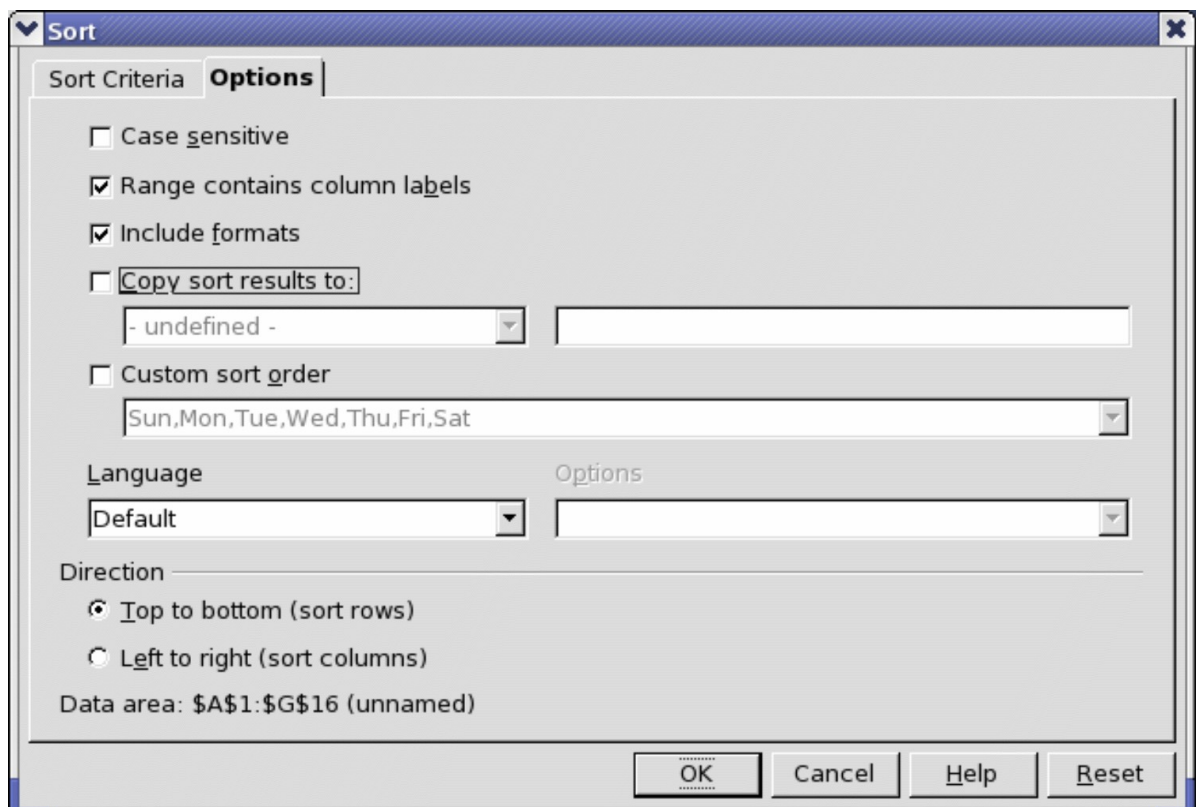 Sort
Sort Criteria Options
Case sensitive
Range contains column labels
Include formats
Copy sort results to:
- undefined -
Custom sort order
Sun,Mon,Tue,Wed,Thu,Fri,Sat
Language Options
Default
Direction
Top to bottom (sort rows)
Left to right (sort columns)
Data area: $A$1:$G$16 (unnamed)
OK Cancel Help Reset